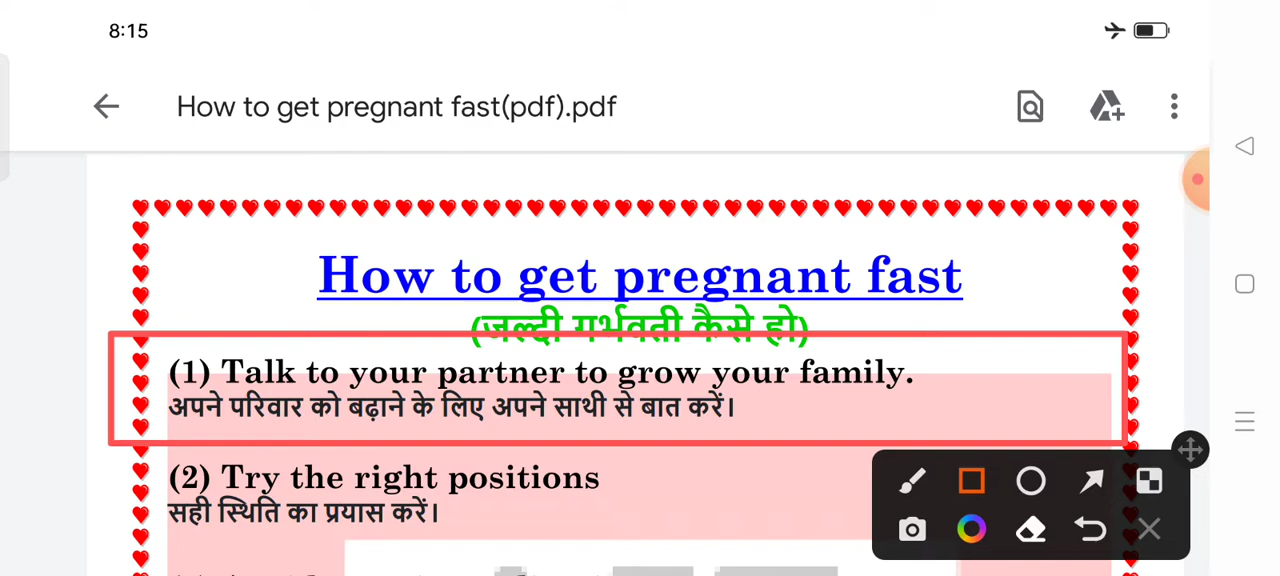 8:15
How to get pregnant fast(pdf).pdf
How to get pregnant fast
(जल्दी गर्भवती कैसे हो)
(1) Talk to your partner to grow your family.
अपने परिवार को बढ़ाने के लिए अपने साथी से बात करें।
(2) Try the right positions
सही स्थिति का प्रयास करें।